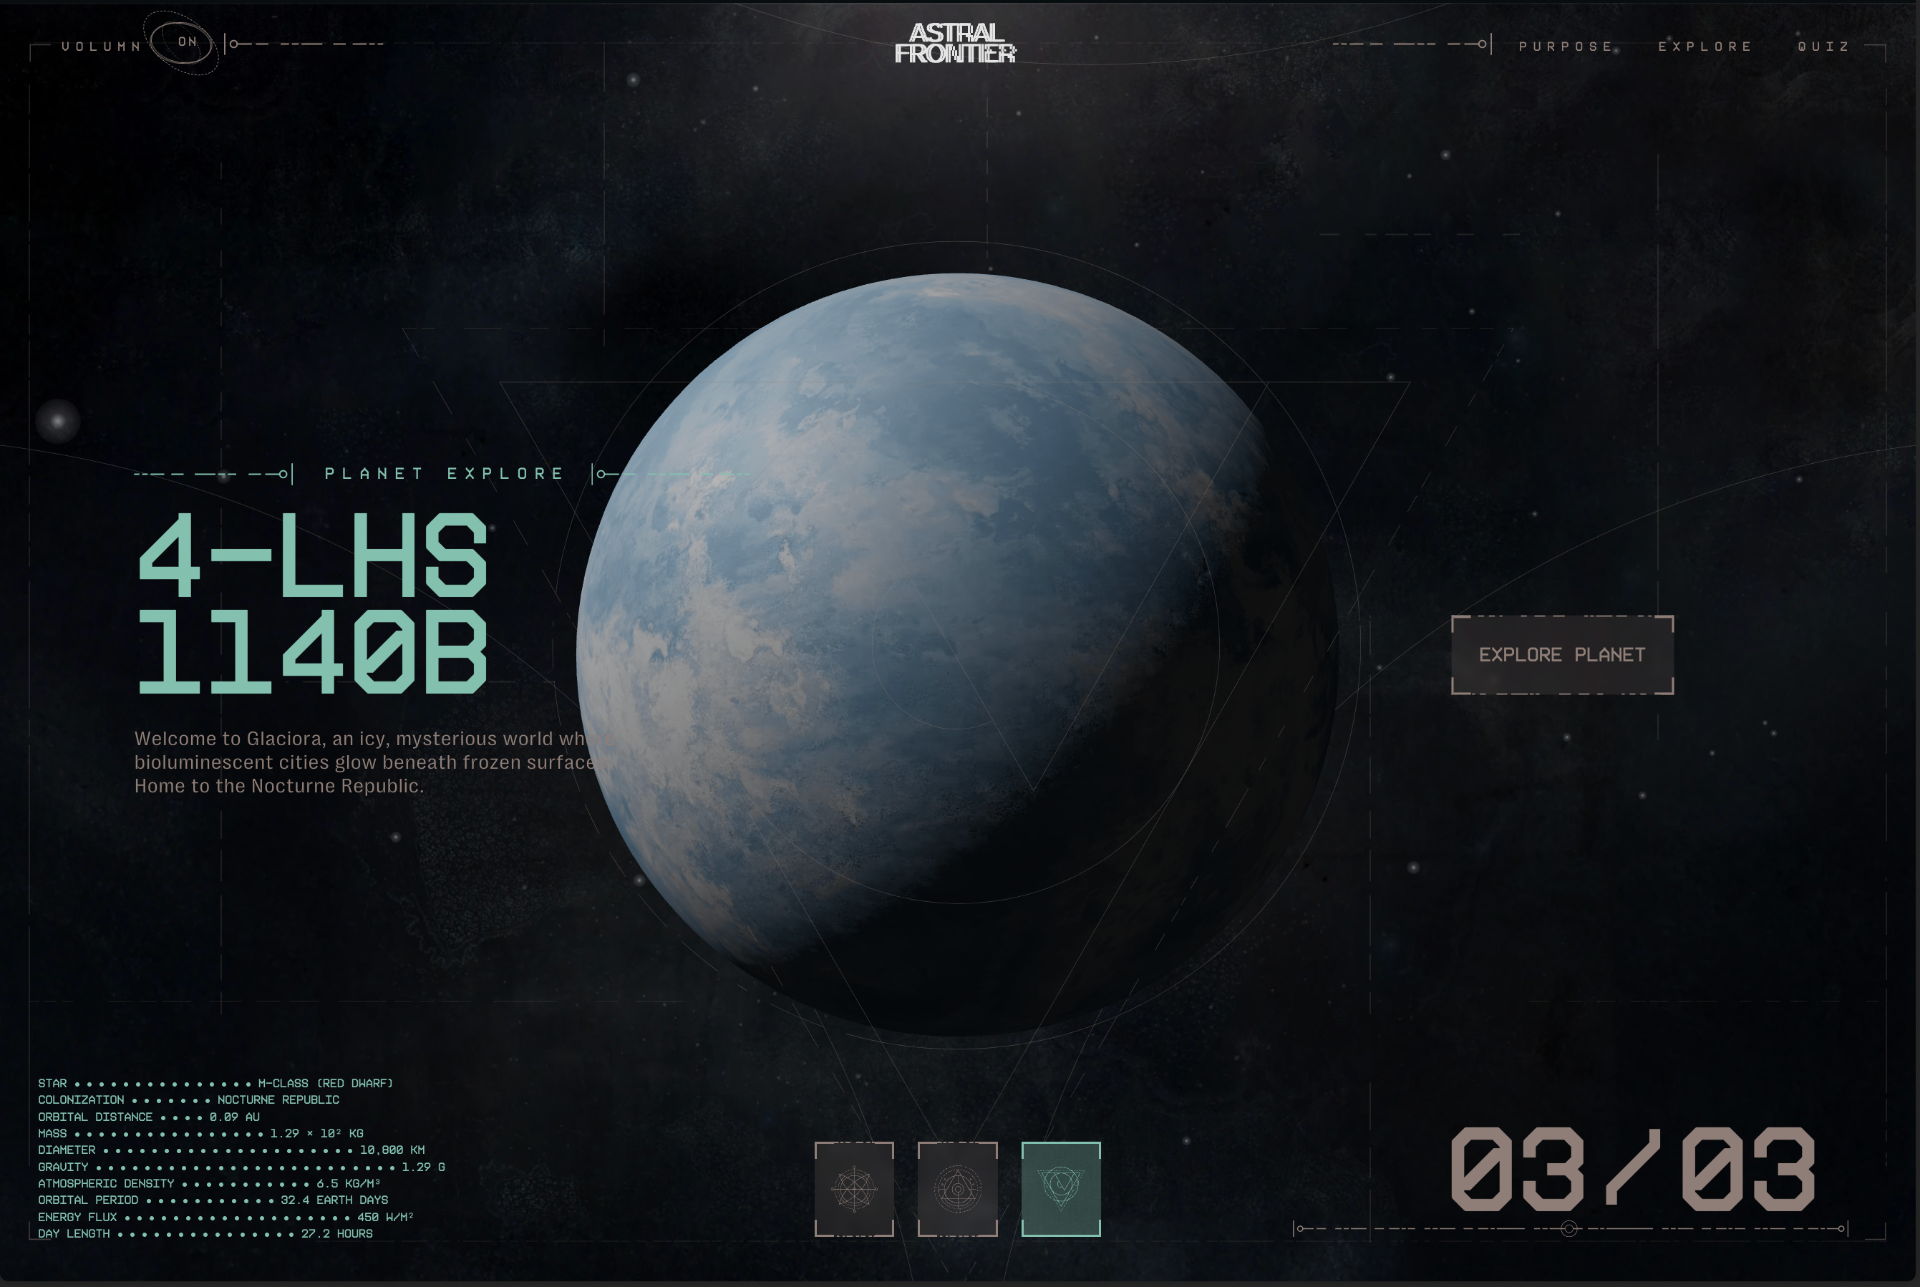 VOLUMN ON
ASTRAL
FRONTIER
PURPOSE EXPLORE QUIZ
PLANET EXPLORE
4-LHS
1140B
Welcome to Glaciora, an icy, mysterious world wh
bioluminescent cities glow beneath frozen surface
Home to the Nocturne Republic.
EXPLORE PLANET
STAR • • • • • • • • • • • • • • • M-CLASS (RED DWARF)
COLONIZATION • • • • • • • NOCTURNE REPUBLIC
ORBITAL DISTANCE • • • • 0.09 AU
MASS • • • • • • • • • • • • • • • • 1.29 × 10² KG
DIAMETER • • • • • • • • • • • • • • • • • • • • • 10,800 KM
GRAVITY • • • • • • • • • • • • • • • • • • • • • • • • • 1.29 G
ATMOSPHERIC DENSITY • • • • • • • • • • • 6.5 KG/M³
ORBITAL PERIOD • • • • • • • • • • • 32.4 EARTH DAYS
ENERGY FLUX • • • • • • • • • • • • • • • • • • • 450 W/M²
DAY LENGTH • • • • • • • • • • • • • • • 27.2 HOURS
03/03